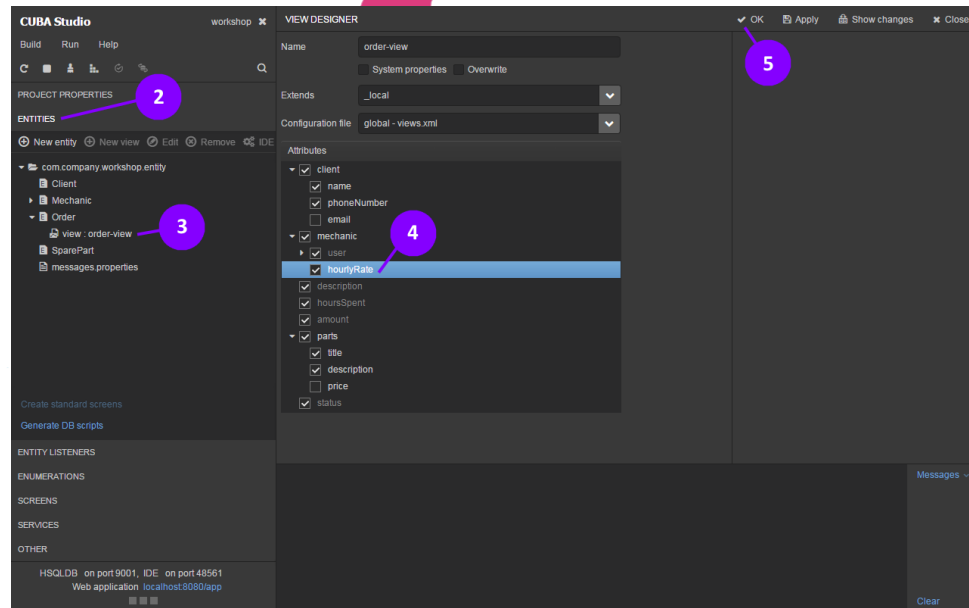 CUBA Studio
workshop ✖
Build Run Help
PROJECT PROPERTIES
2
ENTITIES
New entity New view Edit Remove IDE
com.company.workshop.entity
Client
Mechanic
Order
view : order-view
3
SparePart
messages.properties
Create standard screens
Generate DB scripts
ENTITY LISTENERS
ENUMERATIONS
SCREENS
SERVICES
OTHER
HSQLDB on port 9001, IDE on port 48561
Web application localhost:8080/app
VIEW DESIGNER
OK Apply Show changes Close
5
Name order-view
System properties Overwrite
Extends _local
Configuration file global - views.xml
Attributes
client
name
phoneNumber
email
mechanic
4
user
hourlyRate
description
hoursSpent
amount
parts
title
description
price
status
Messages
Clear